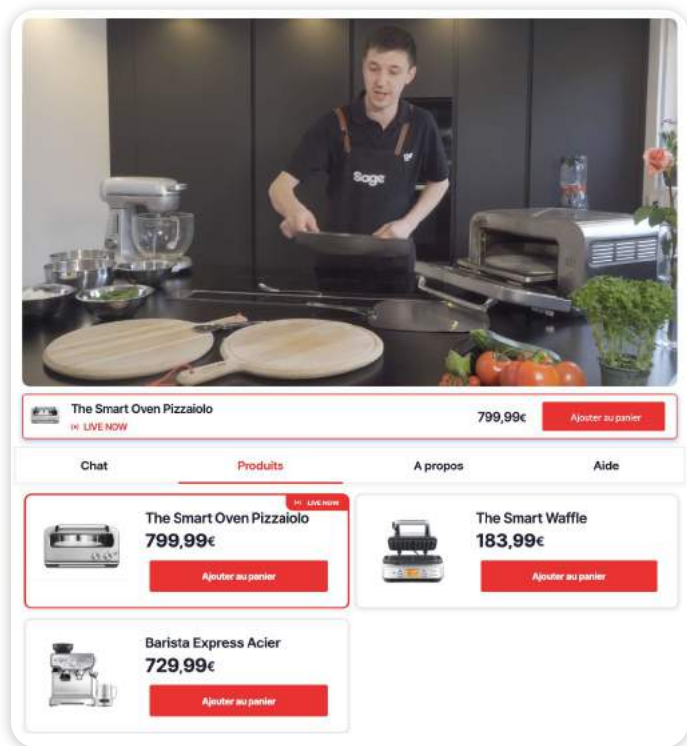 Sage
The Smart Oven Pizzaiolo
LIVE NOW
799,99€
Ajouter au panier
Chat
Produits
A propos
Aide
LIVE NOW
The Smart Oven Pizzaiolo
799,99€
Ajouter au panier
The Smart Waffle
183,99€
Ajouter au panier
Barista Express Acier
729,99€
Ajouter au panier